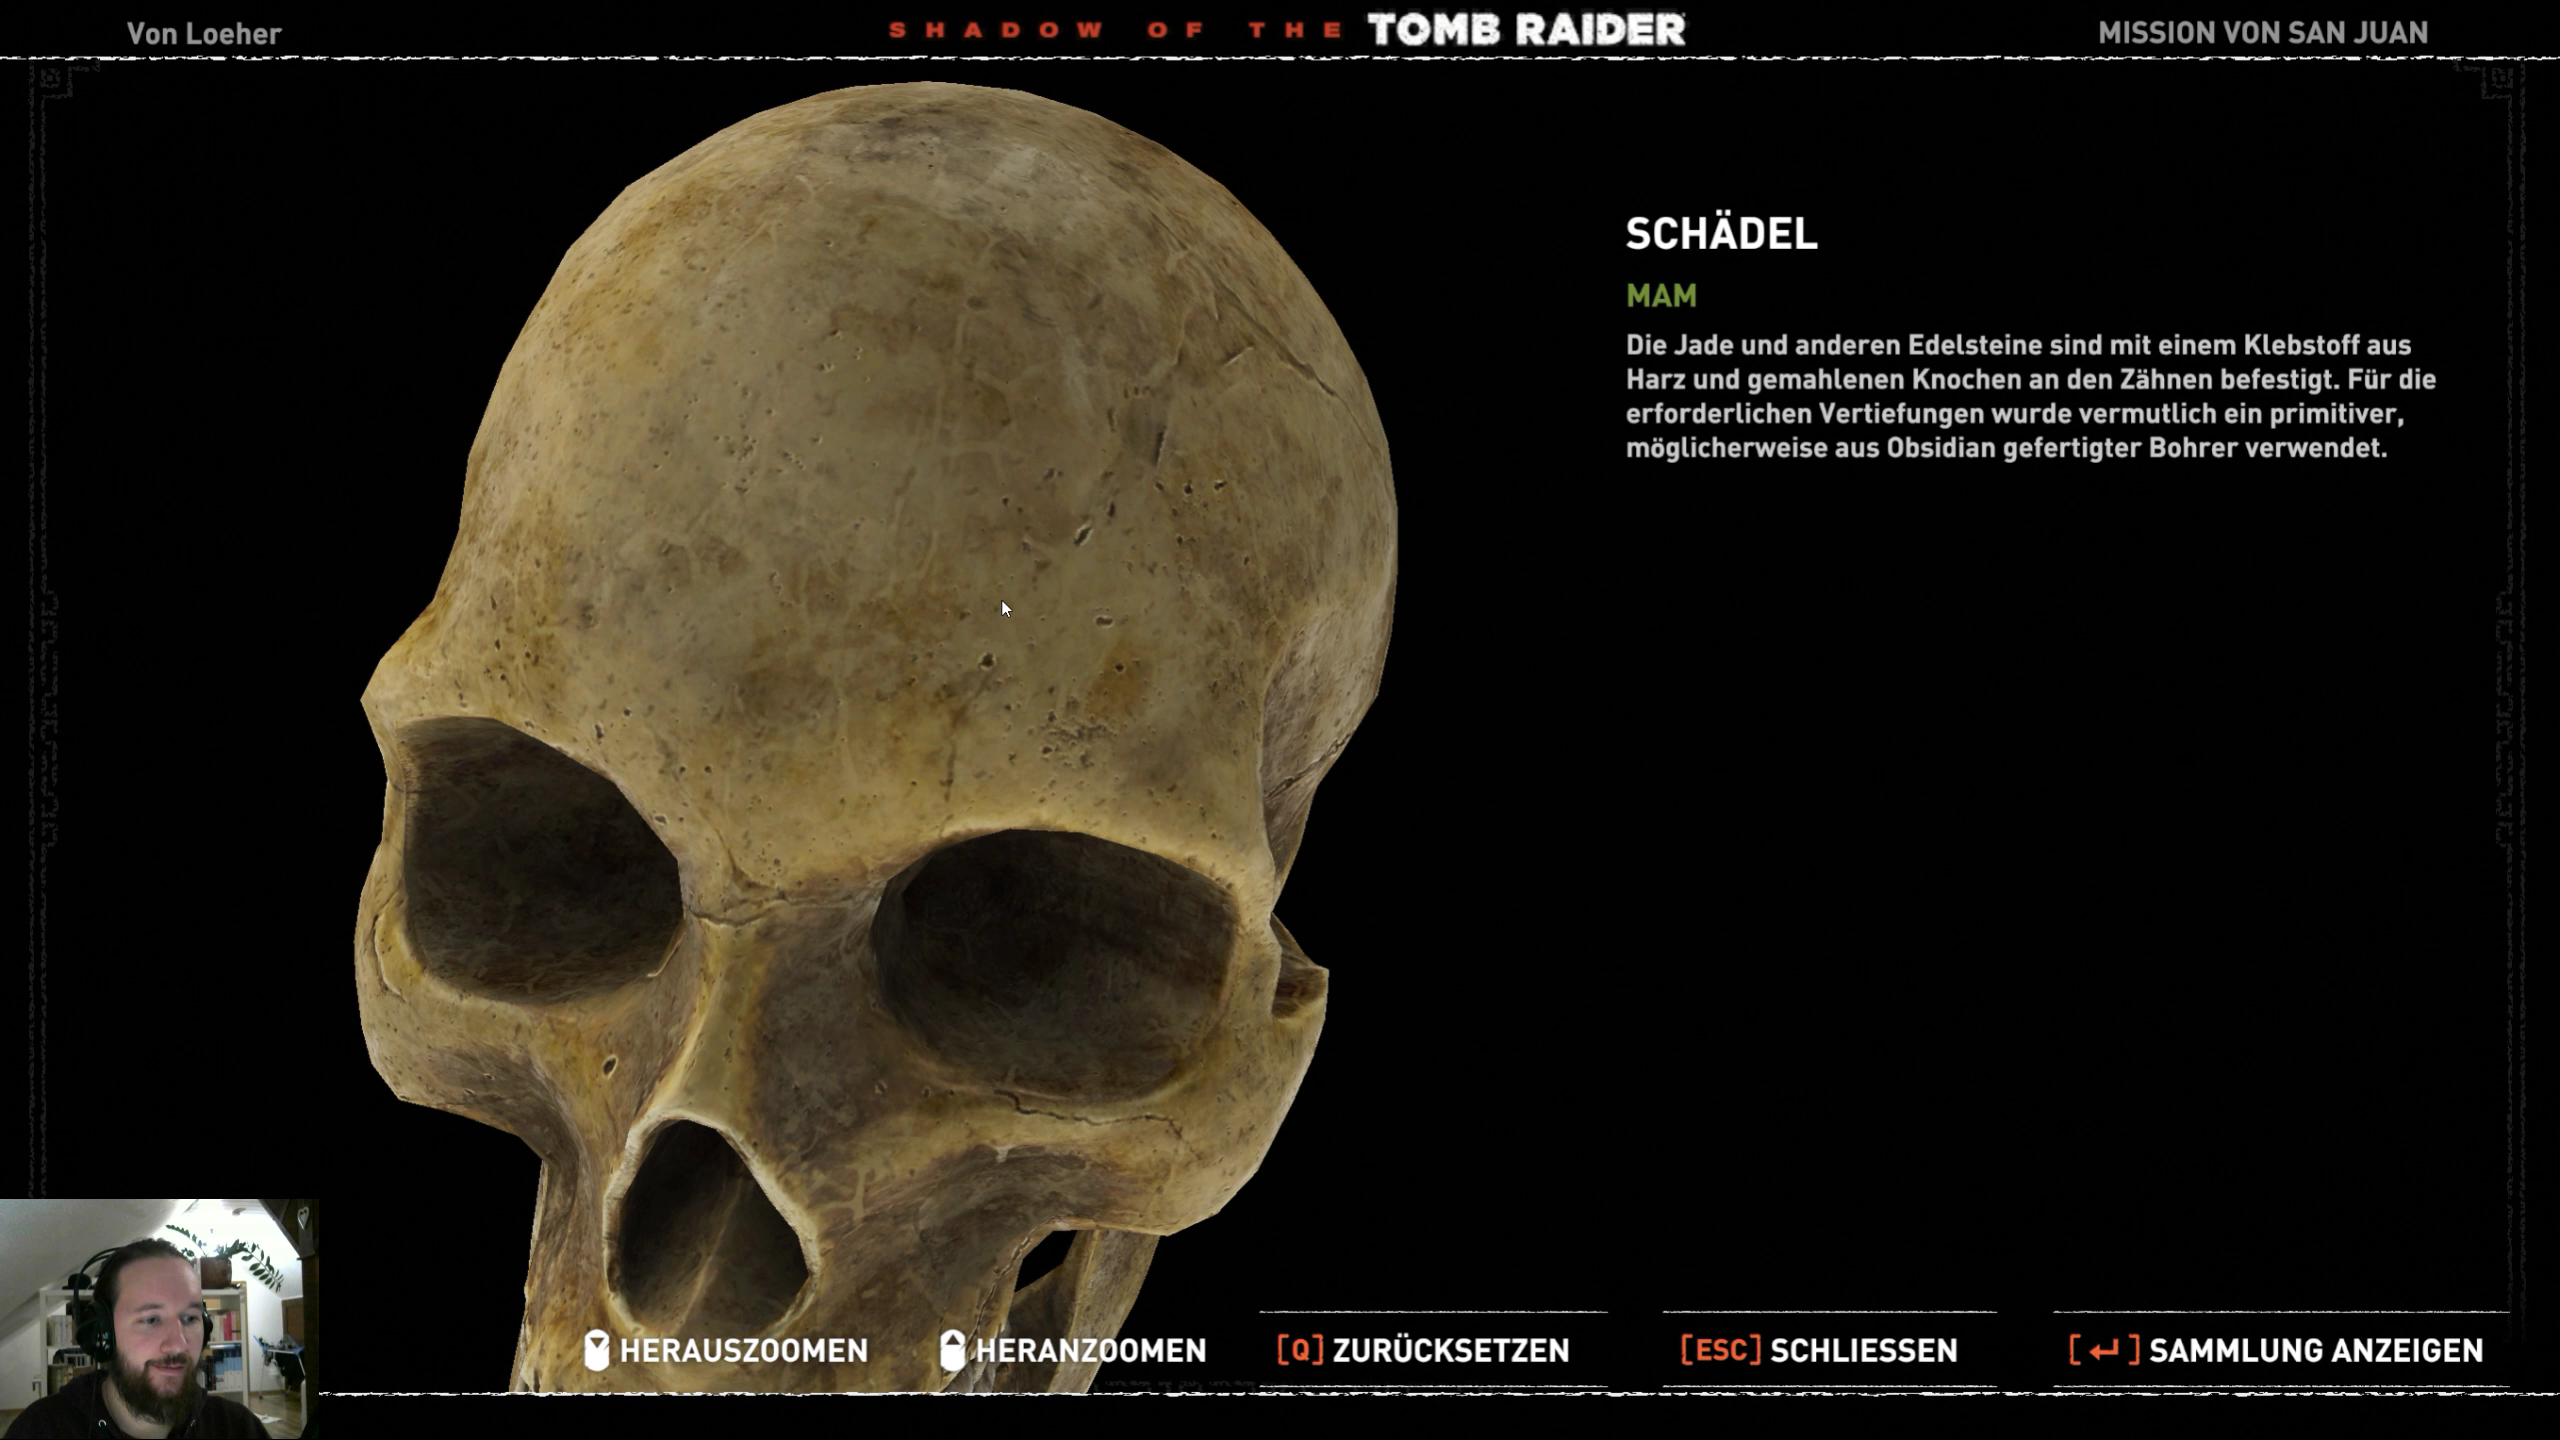 Von Loeher
SHADOW OF THE TOMB RAIDER
MISSION VON SAN JUAN
SCHÄDEL
MAM
Die Jade und anderen Edelsteine sind mit einem Klebstoff aus
Harz und gemahlenen Knochen an den Zähnen befestigt. Für die
erforderlichen Vertiefungen wurde vermutlich ein primitiver,
möglicherweise aus Obsidian gefertigter Bohrer verwendet.
HERAUSZOOMEN
HERANZOOMEN
[Q] ZURÜCKSETZEN
[ESC] SCHLIESSEN
[↵] SAMMLUNG ANZEIGEN